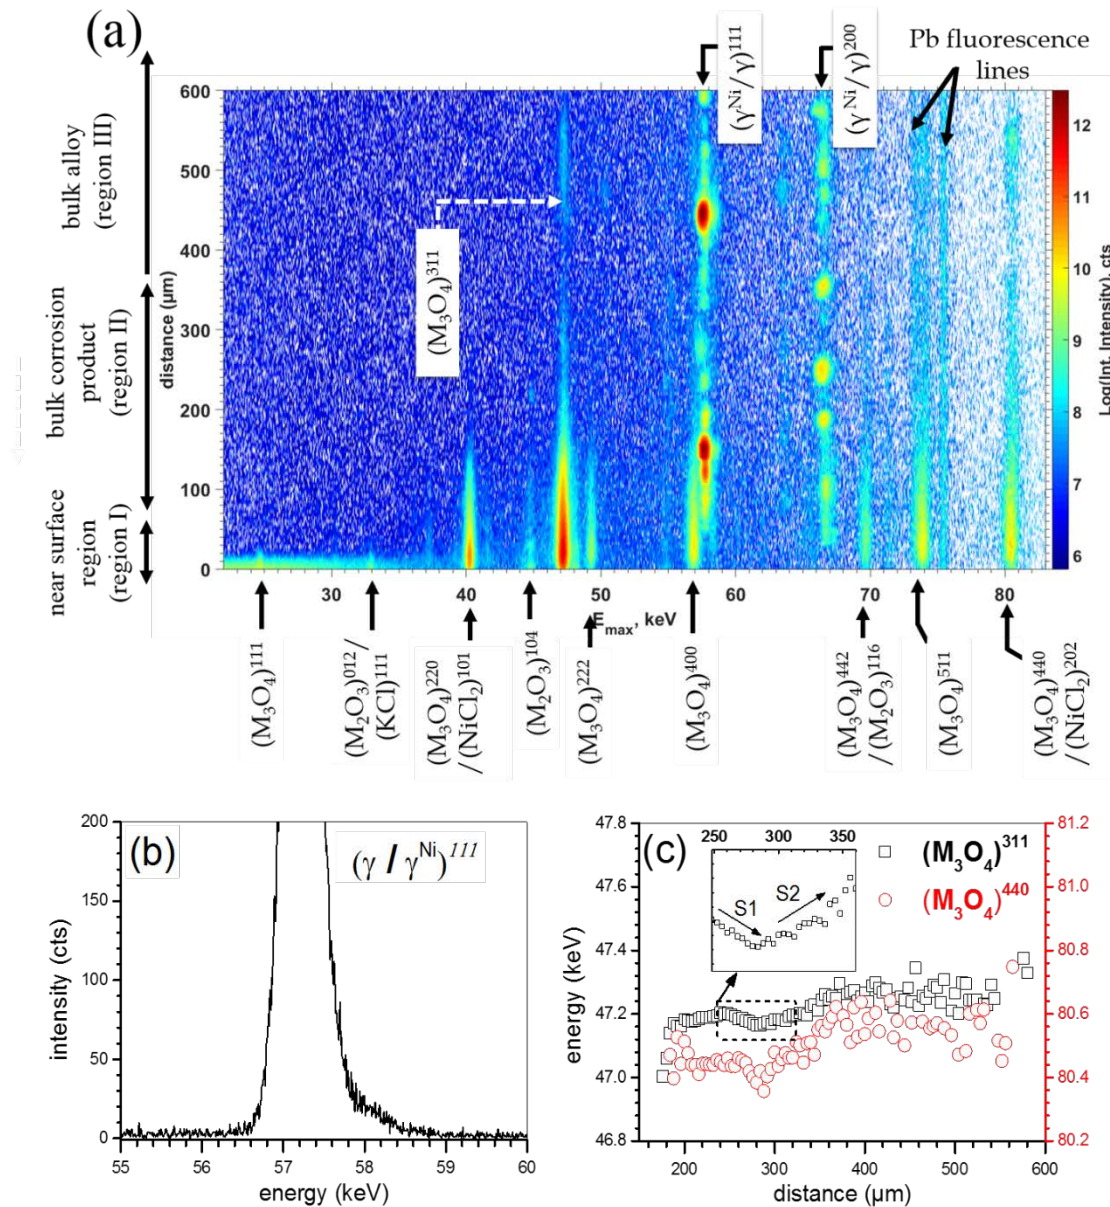 (a)
(γ^Ni/γ)^111
(γ^Ni/γ)^200
Pb fluorescence
lines
bulk alloy
(region III)
bulk corrosion
product
(region II)
near surface
region
(region I)
distance (µm)
600
500
400
300
200
100
0
(M₃O₄)^311
12
11
10
9
8
7
6
Log(Int. Intensity), cts
30
40
50
60
70
80
E_max, keV
(M₃O₄)^111
(M₂O₃)^012/
(KCl)^111
(M₃O₄)^220
/(NiCl₂)^101
(M₂O₃)^104
(M₃O₄)^222
(M₃O₄)^400
(M₃O₄)^442
/(M₂O₃)^116
(M₃O₄)^511
(M₃O₄)^440
/(NiCl₂)^202
(b)
(γ / γ^Ni)^111
200
150
100
50
0
intensity (cts)
55
56
57
58
59
60
energy (keV)
(c)
250
300
350
S1
S2
(M₃O₄)^311
(M₃O₄)^440
47.8
47.6
47.4
47.2
47.0
46.8
energy (keV)
81.2
81.0
80.8
80.6
80.4
80.2
200
300
400
500
600
distance (µm)